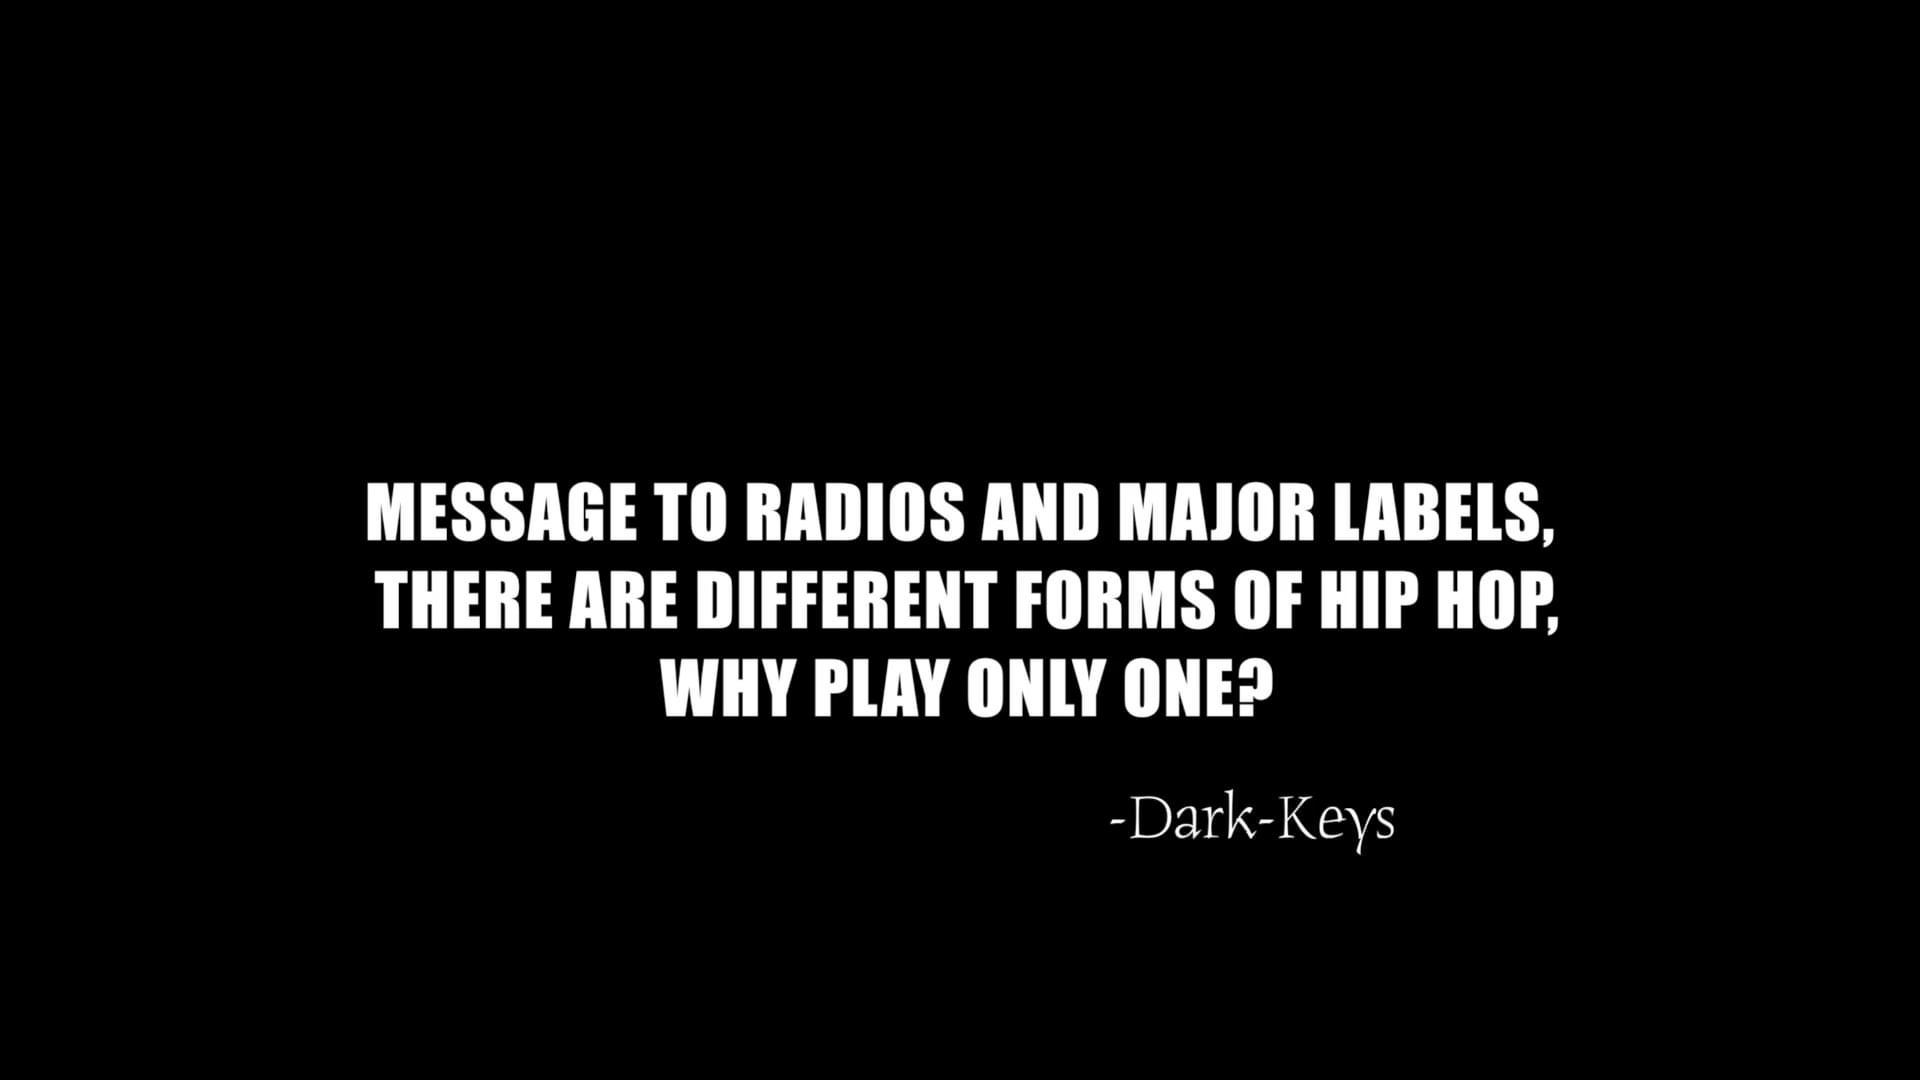 MESSAGE TO RADIOS AND MAJOR LABELS,
THERE ARE DIFFERENT FORMS OF HIP HOP,
WHY PLAY ONLY ONE?
-Dark-Keys